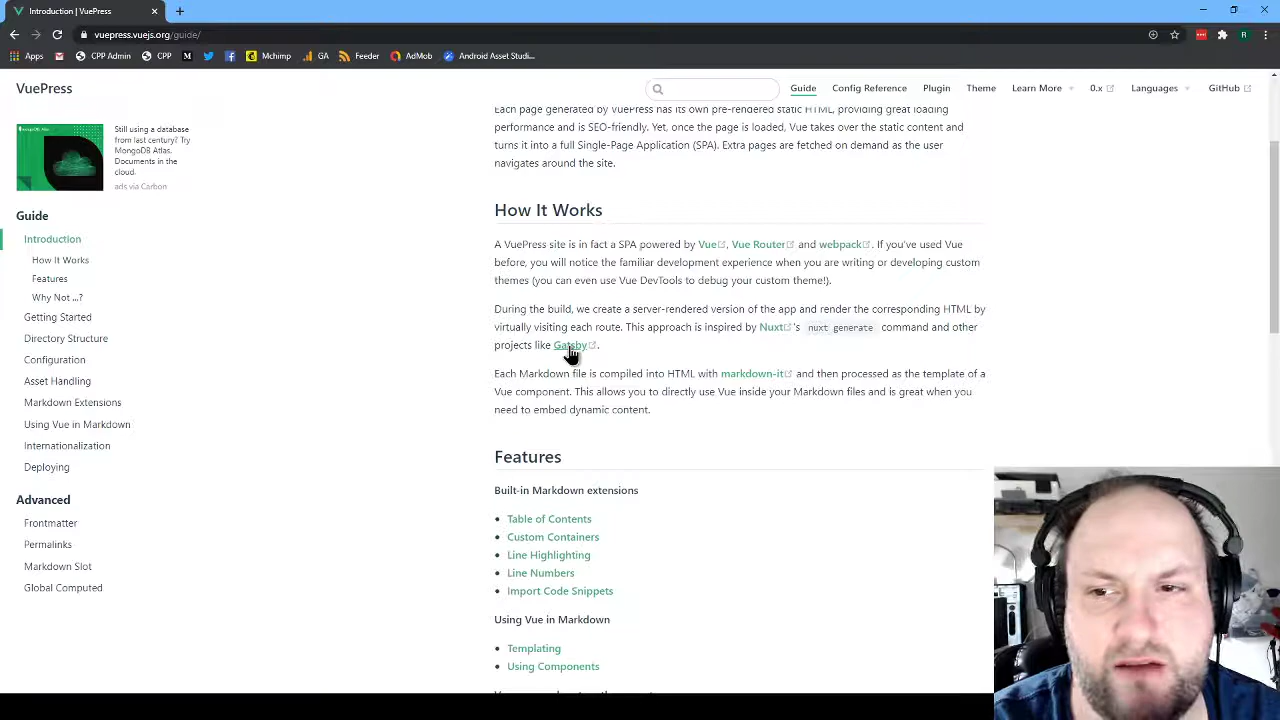 Introduction | VuePress
vuepress.vuejs.org/guide/
R
Apps
CPP Admin
CPP
Mchimp
GA
Feeder
AdMob
Android Asset Studi...
VuePress
Guide
Config Reference
Plugin
Theme
Learn More
0.x
Languages
GitHub
Still using a database
from last century? Try
MongoDB Atlas.
Documents in the
cloud.
ads via Carbon
Guide
Introduction
How It Works
Features
Why Not ...?
Getting Started
Directory Structure
Configuration
Asset Handling
Markdown Extensions
Using Vue in Markdown
Internationalization
Deploying
Advanced
Frontmatter
Permalinks
Markdown Slot
Global Computed
Each page generated by VuePress has its own pre-rendered static HTML, providing great loading
performance and is SEO-friendly. Yet, once the page is loaded, Vue takes over the static content and
turns it into a full Single-Page Application (SPA). Extra pages are fetched on demand as the user
navigates around the site.
How It Works
A VuePress site is in fact a SPA powered by Vue, Vue Router and webpack. If you've used Vue
before, you will notice the familiar development experience when you are writing or developing custom
themes (you can even use Vue DevTools to debug your custom theme!).
During the build, we create a server-rendered version of the app and render the corresponding HTML by
virtually visiting each route. This approach is inspired by Nuxt's nuxt generate command and other
projects like Gatsby.
Each Markdown file is compiled into HTML with markdown-it and then processed as the template of a
Vue component. This allows you to directly use Vue inside your Markdown files and is great when you
need to embed dynamic content.
Features
Built-in Markdown extensions
Table of Contents
Custom Containers
Line Highlighting
Line Numbers
Import Code Snippets
Using Vue in Markdown
Templating
Using Components